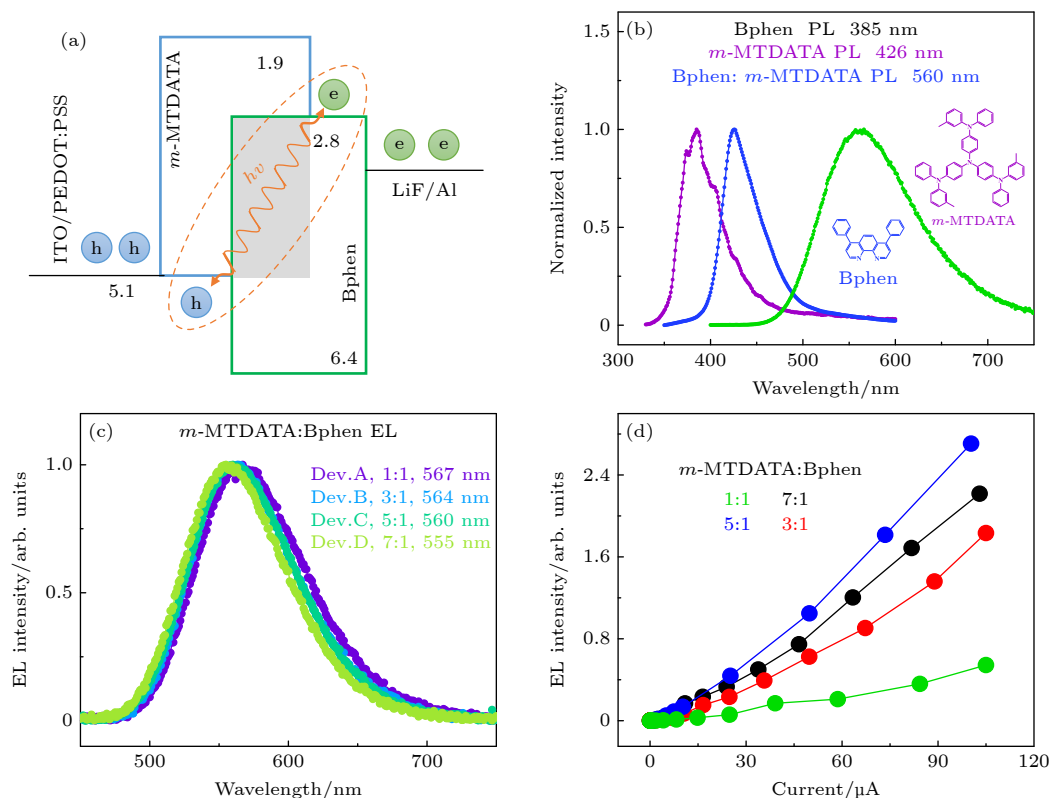 (a)
ITO/PEDOT:PSS
m-MTDATA
1.9
e
2.8
e e
LiF/Al
hν
h h
5.1
h
Bphen
6.4
(b)
Bphen PL 385 nm
m-MTDATA PL 426 nm
Bphen: m-MTDATA PL 560 nm
Normalized intensity
1.5
1.0
0.5
0
N
N
N
N
m-MTDATA
N N
Bphen
300 400 500 600 700
Wavelength/nm
(c)
m-MTDATA:Bphen EL
Dev.A, 1:1, 567 nm
Dev.B, 3:1, 564 nm
Dev.C, 5:1, 560 nm
Dev.D, 7:1, 555 nm
EL intensity/arb. units
1.0
0.5
0
500 600 700
Wavelength/nm
(d)
m-MTDATA:Bphen
1:1 7:1
5:1 3:1
EL intensity/arb. units
2.4
1.6
0.8
0
0 30 60 90 120
Current/μA